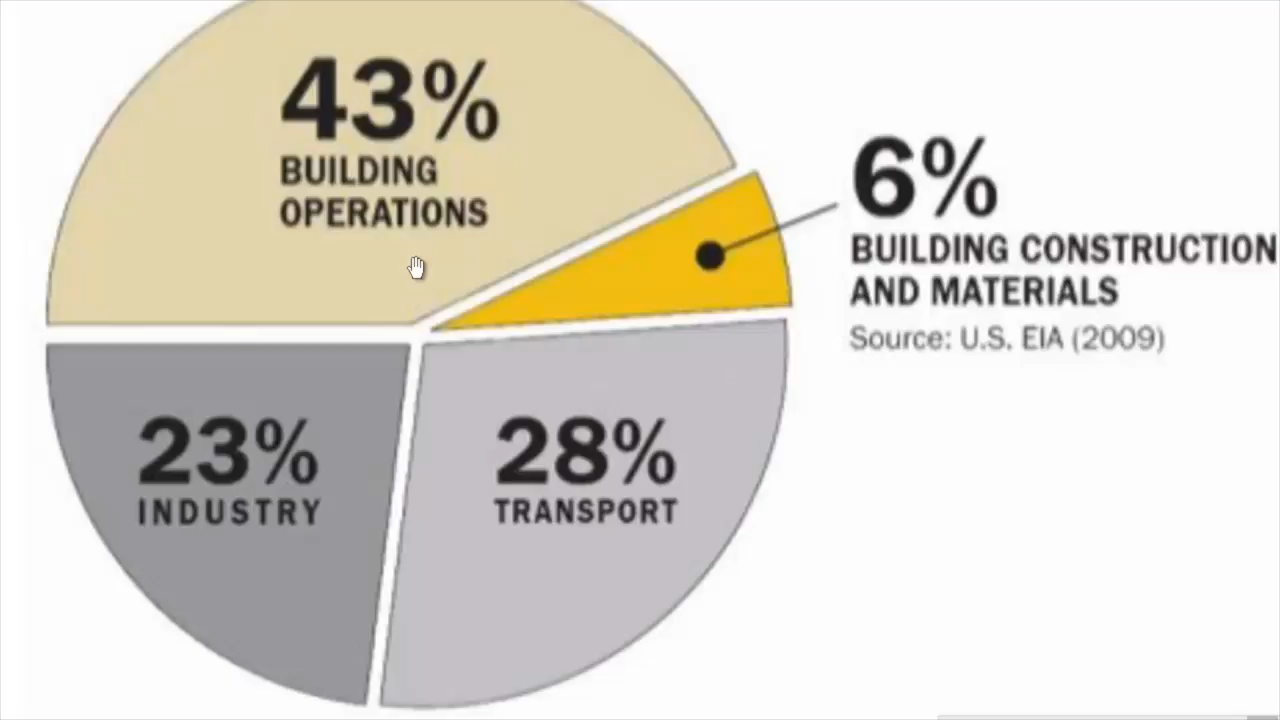 43%
BUILDING
OPERATIONS
6%
BUILDING CONSTRUCTION
AND MATERIALS
Source: U.S. EIA (2009)
23%
INDUSTRY
28%
TRANSPORT